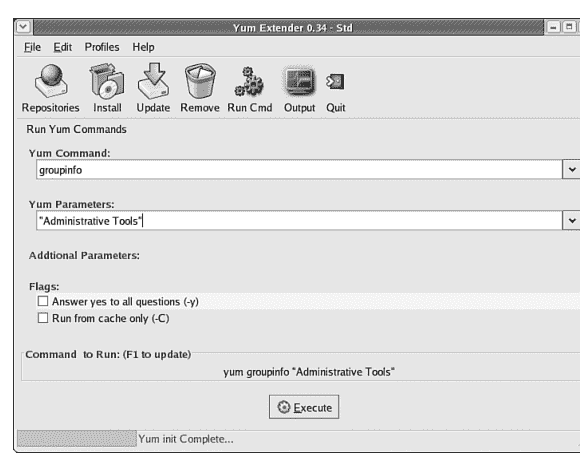 Yum Extender 0.34 - Std
File Edit Profiles Help
Repositories Install Update Remove Run Cmd Output Quit
Run Yum Commands
Yum Command:
groupinfo
Yum Parameters:
"Administrative Tools"
Addtional Parameters:
Flags:
Answer yes to all questions (-y)
Run from cache only (-C)
Command to Run: (F1 to update)
yum groupinfo "Administrative Tools"
Execute
Yum init Complete...